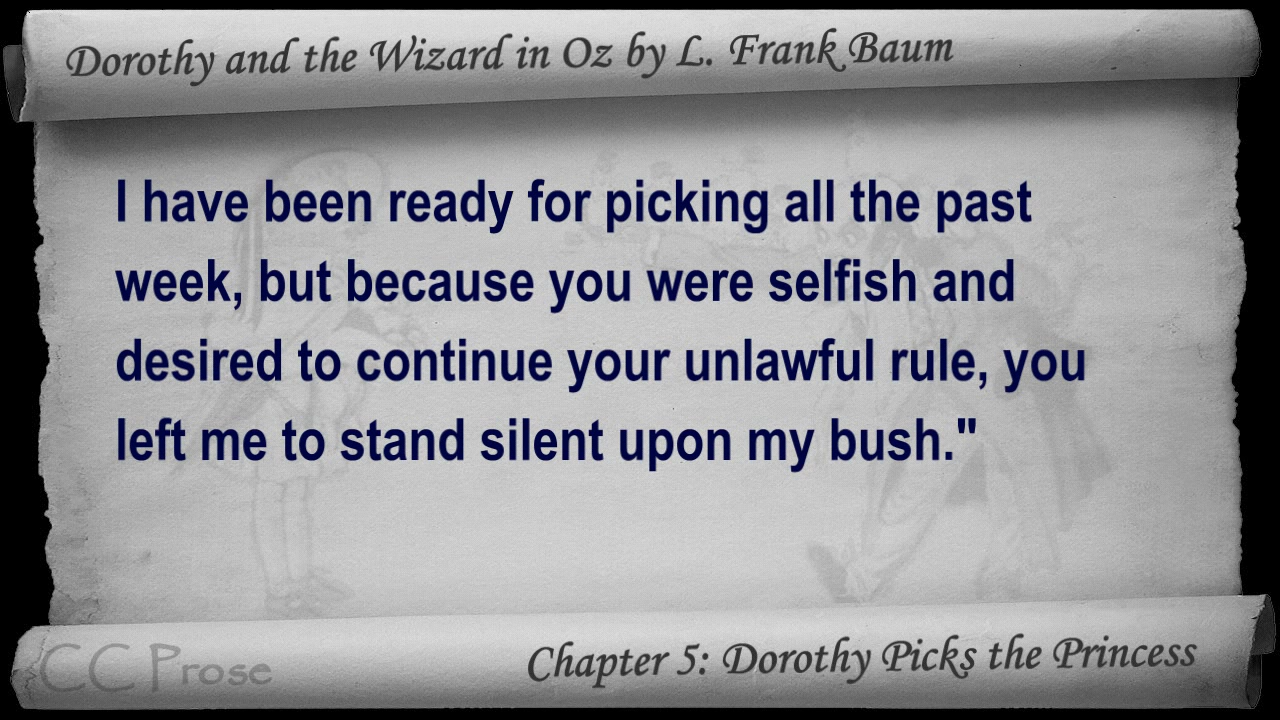 Dorothy and the Wizard in Oz by L. Frank Baum
I have been ready for picking all the past
week, but because you were selfish and
desired to continue your unlawful rule, you
left me to stand silent upon my bush."
CC Prose
Chapter 5: Dorothy Picks the Princess